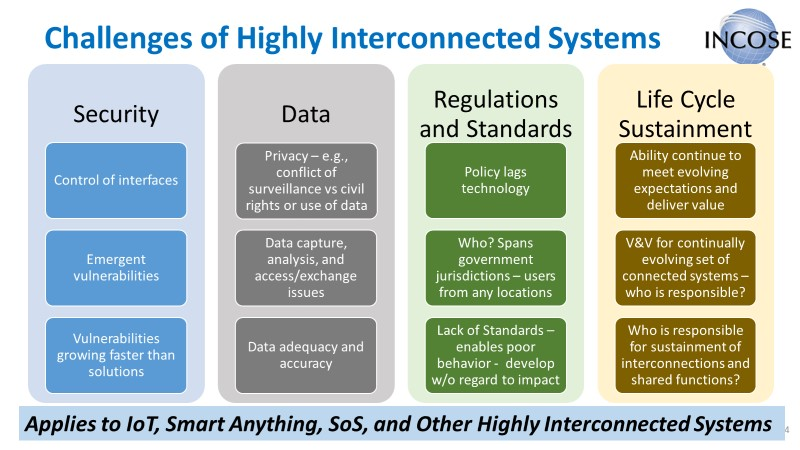 Challenges of Highly Interconnected Systems
INCOSE
Security
Control of interfaces
Emergent
vulnerabilities
Vulnerabilities
growing faster than
solutions
Data
Privacy – e.g.,
conflict of
surveillance vs civil
rights or use of data
Data capture,
analysis, and
access/exchange
issues
Data adequacy and
accuracy
Regulations
and Standards
Policy lags
technology
Who? Spans
government
jurisdictions – users
from any locations
Lack of Standards –
enables poor
behavior - develop
w/o regard to impact
Life Cycle
Sustainment
Ability continue to
meet evolving
expectations and
deliver value
V&V for continually
evolving set of
connected systems –
who is responsible?
Who is responsible
for sustainment of
interconnections and
shared functions?
Applies to IoT, Smart Anything, SoS, and Other Highly Interconnected Systems
4